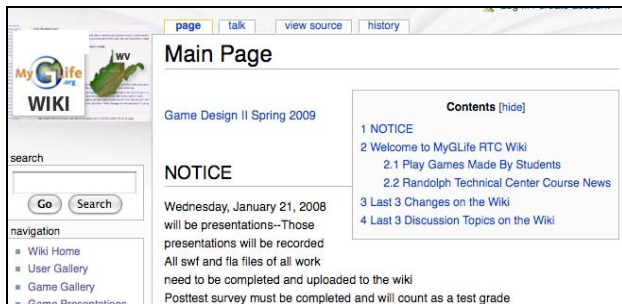 page talk view source history
My G Life .org
WV
WIKI
Main Page
Game Design II Spring 2009
Contents [hide]
1 NOTICE
2 Welcome to MyGLife RTC Wiki
2.1 Play Games Made By Students
2.2 Randolph Technical Center Course News
3 Last 3 Changes on the Wiki
4 Last 3 Discussion Topics on the Wiki
search
Go Search
navigation
Wiki Home
User Gallery
Game Gallery
Game Presentations
NOTICE
Wednesday, January 21, 2008
will be presentations--Those
presentations will be recorded
All swf and fla files of all work
need to be completed and uploaded to the wiki
Posttest survey must be completed and will count as a test grade